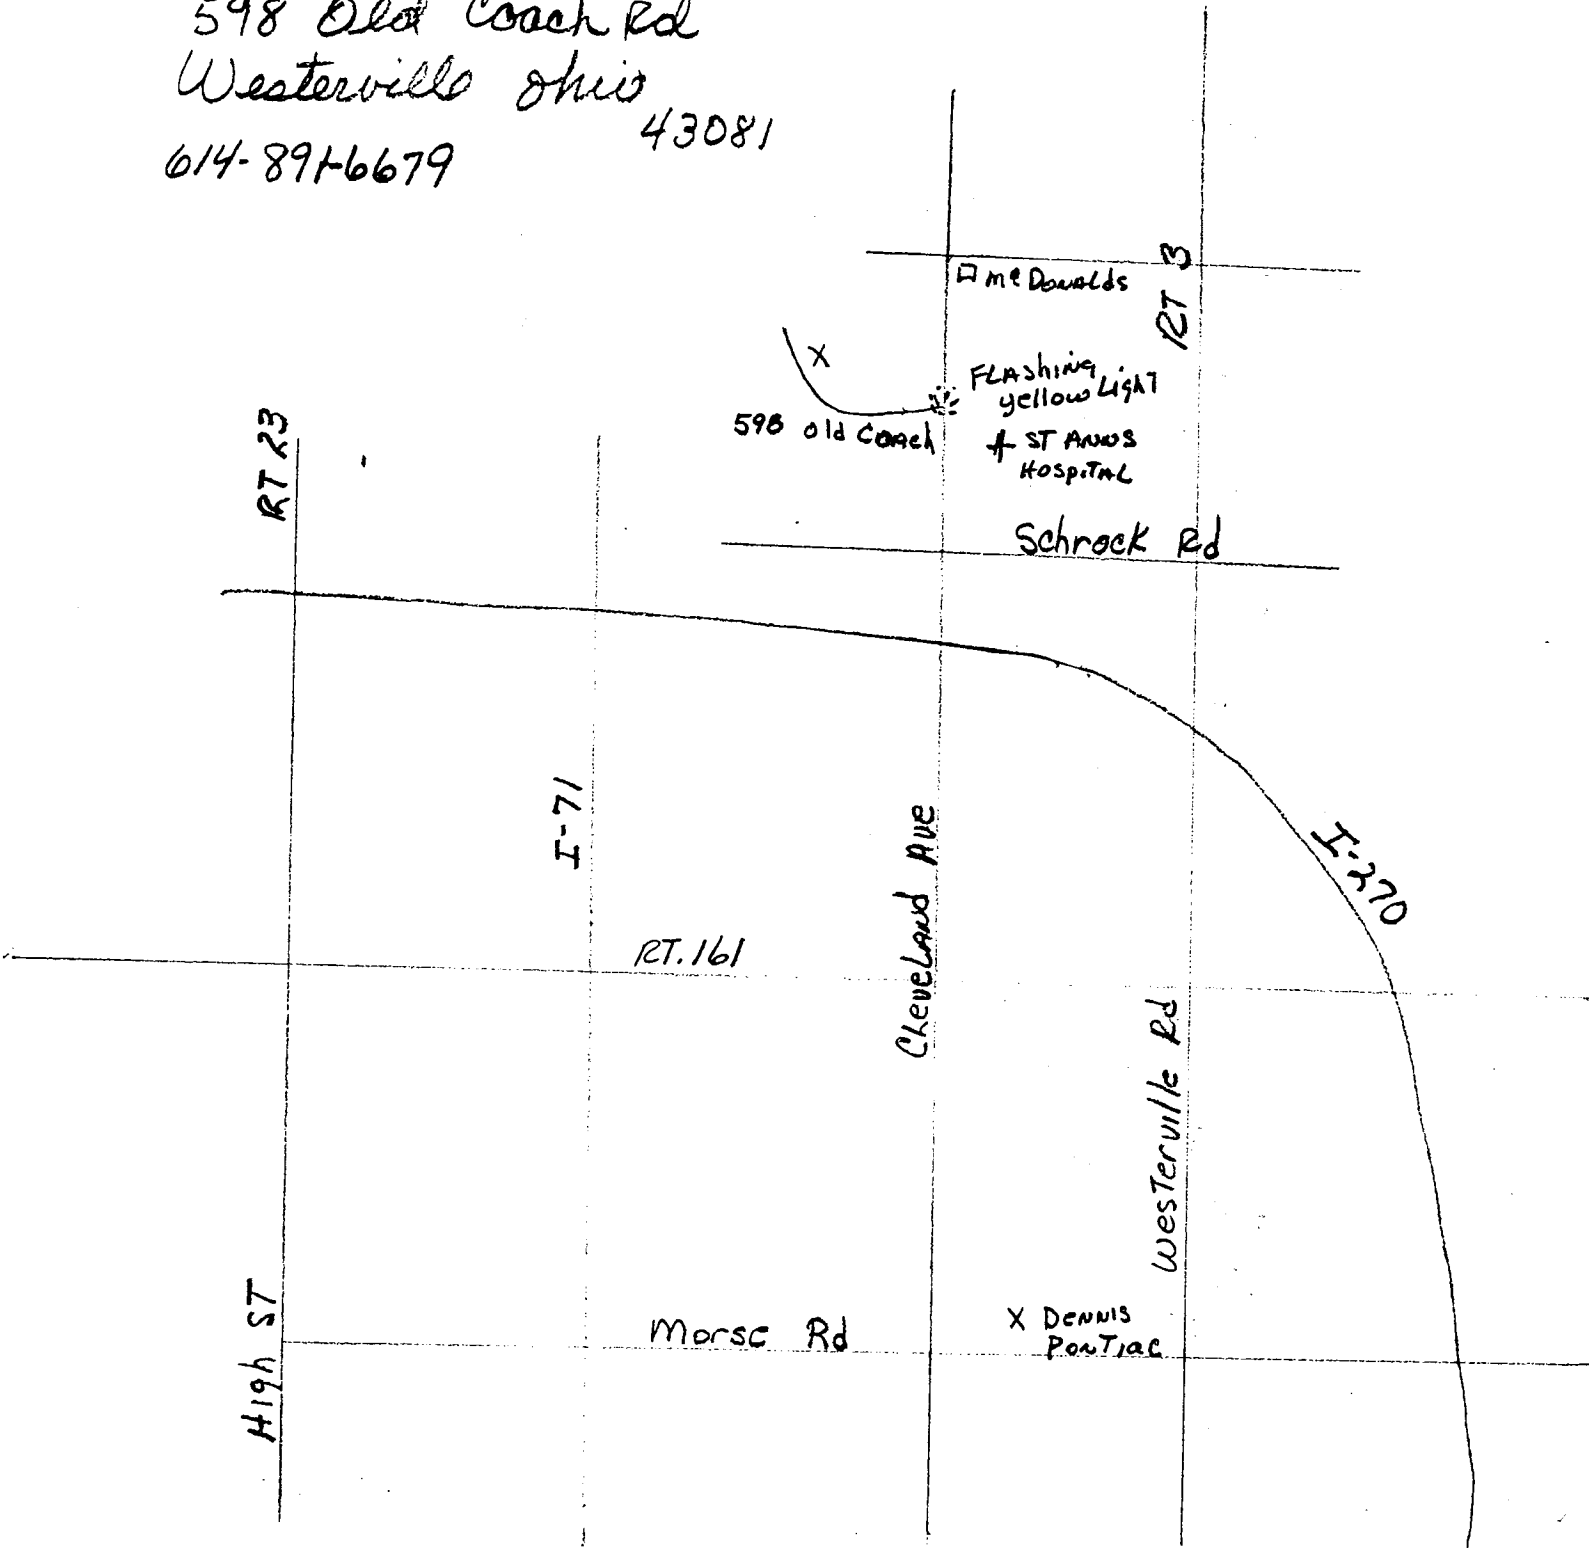 598 Old Coach Rd
Westerville Ohio
43081
614-891-6679
RT 3
McDonalds
X
FLAshing
yellow Light
598 old Coach
ST ANNS
HOSpiTAL
RT 23
Schrock Rd
I-71
Cleveland Ave
I-270
RT. 161
Westerville Rd
High ST
Morse Rd
X Dennis
PonTiac